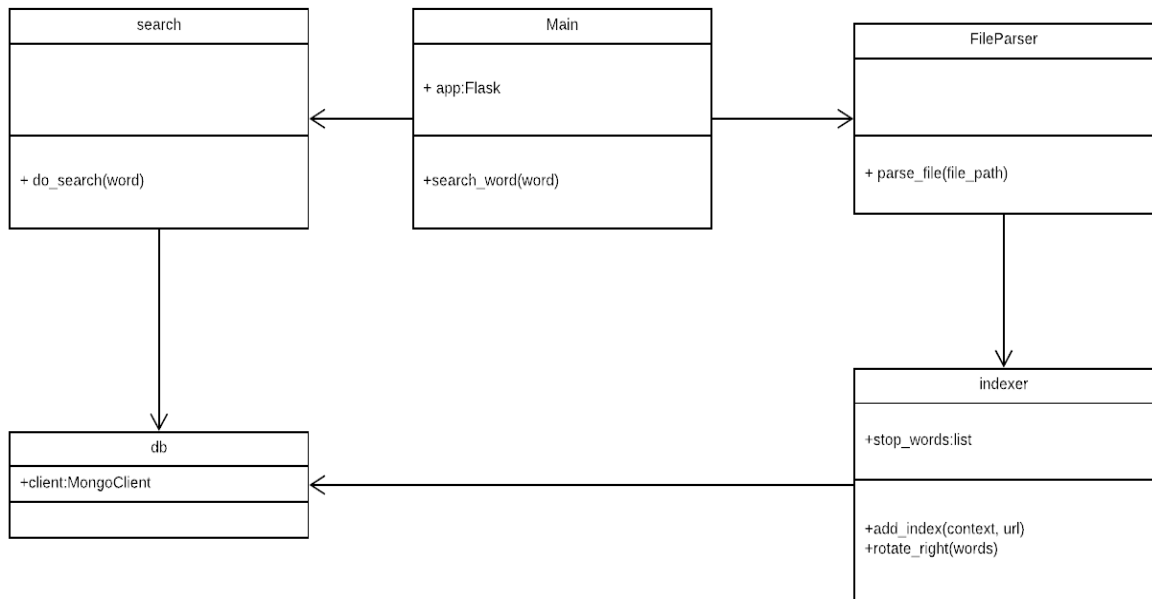 search
+ do_search(word)
Main
+ app:Flask
+search_word(word)
FileParser
+ parse_file(file_path)
db
+client:MongoClient
indexer
+stop_words:list
+add_index(context, url)
+rotate_right(words)